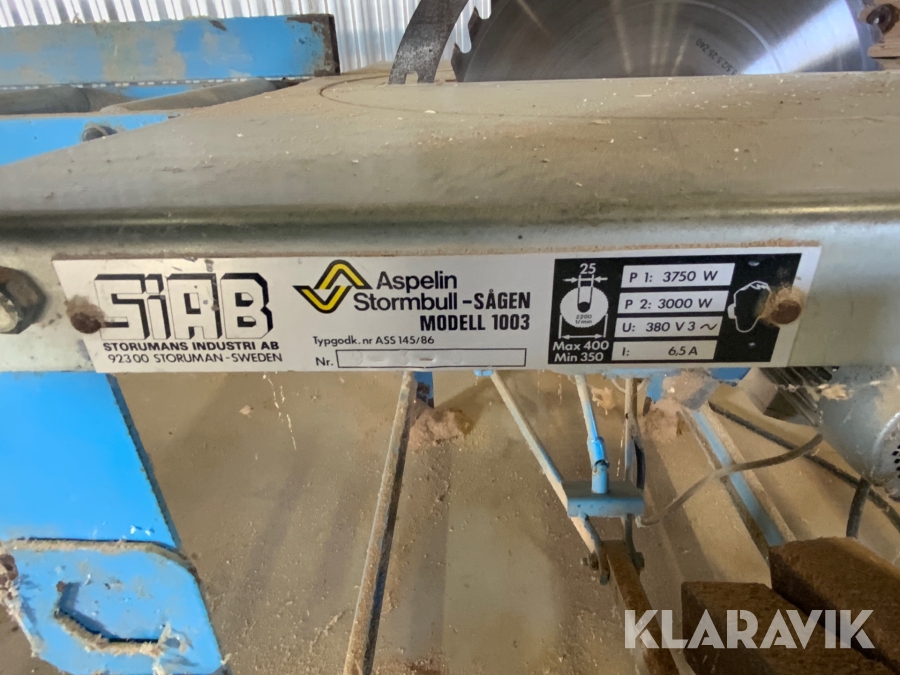 SiAB
STORUMANS INDUSTRI AB
923 00 STORUMAN - SWEDEN
Aspelin
Stormbull - SÅGEN
MODELL 1003
Typgodk. nr ASS 145/86
Nr.
25
2200
r/min
Max 400
Min 350
P 1: 3750 W
P 2: 3000 W
U: 380 V 3 ~
I: 6,5 A
KLARAVIK